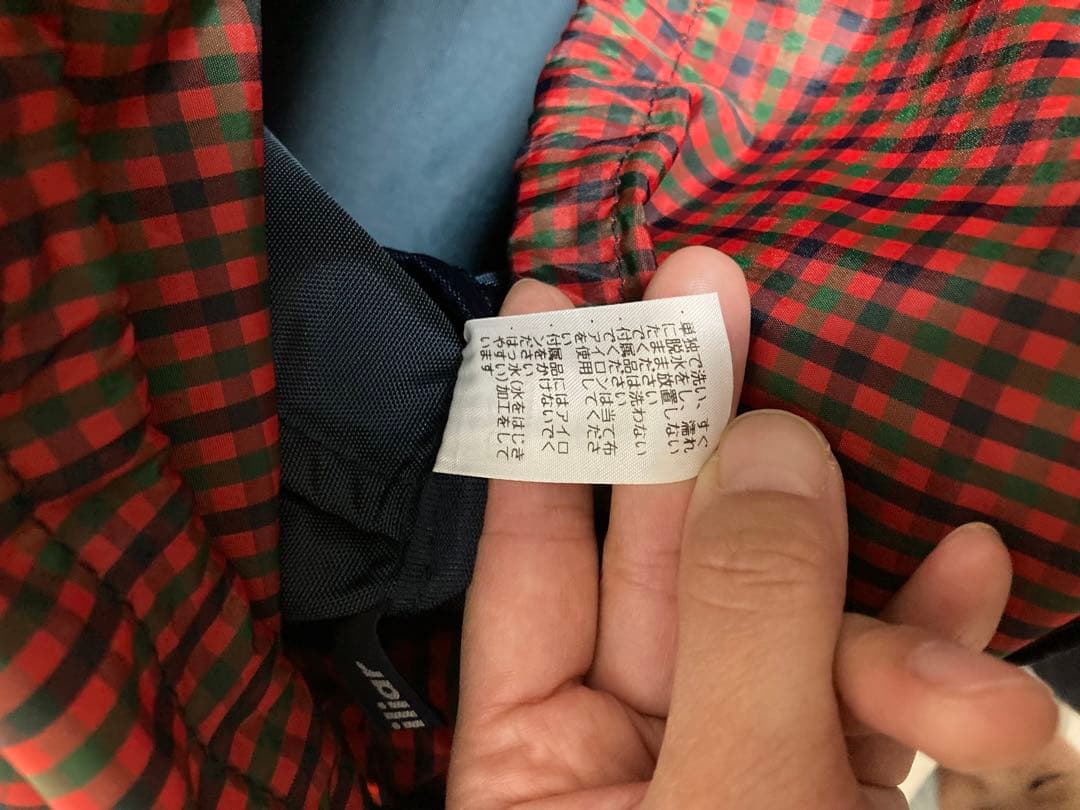 ・単独で洗い、すぐ
に脱水をし、濡れ
たまま放置しない
でください
・付属品は洗わない
でください
・アイロンは当て布
を使用してくださ
い
・付属品にはアイロ
ンをかけないでく
ださい
・はっ水(水をはじき
やすい)加工をして
います